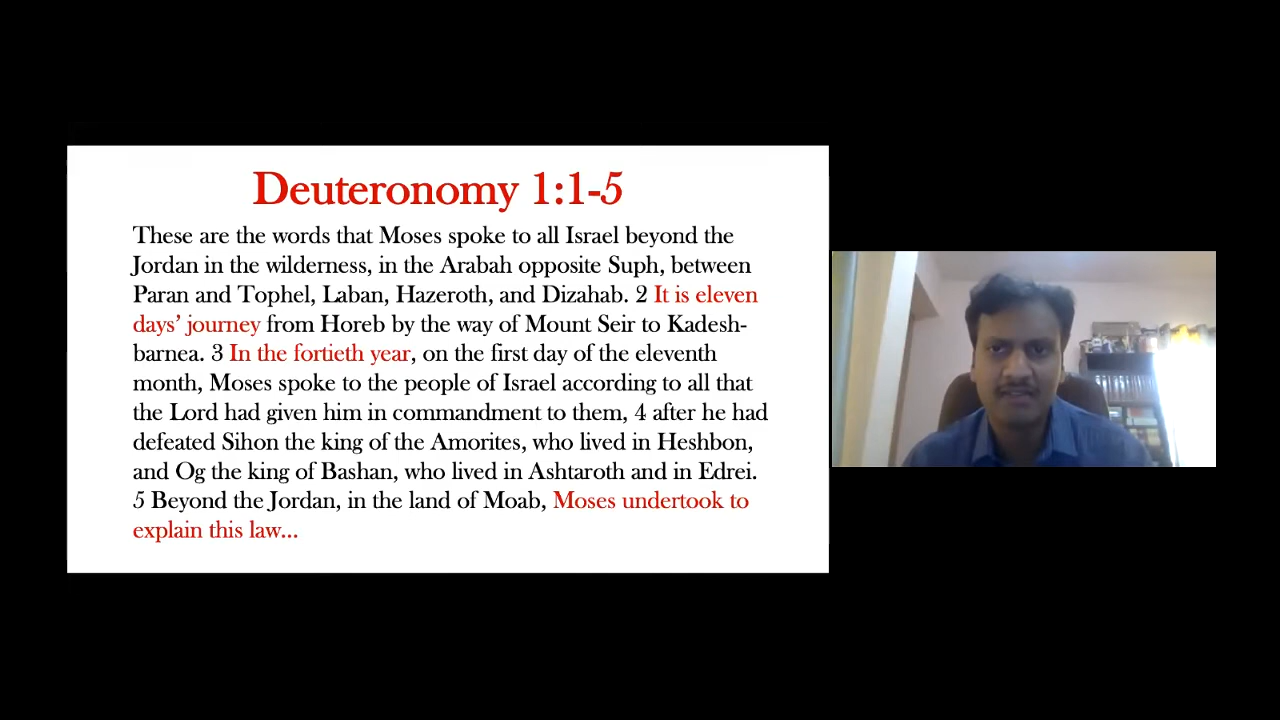 Deuteronomy 1:1-5
These are the words that Moses spoke to all Israel beyond the
Jordan in the wilderness, in the Arabah opposite Suph, between
Paran and Tophel, Laban, Hazeroth, and Dizahab. 2 It is eleven
days’ journey from Horeb by the way of Mount Seir to Kadesh-
barnea. 3 In the fortieth year, on the first day of the eleventh
month, Moses spoke to the people of Israel according to all that
the Lord had given him in commandment to them, 4 after he had
defeated Sihon the king of the Amorites, who lived in Heshbon,
and Og the king of Bashan, who lived in Ashtaroth and in Edrei.
5 Beyond the Jordan, in the land of Moab, Moses undertook to
explain this law...